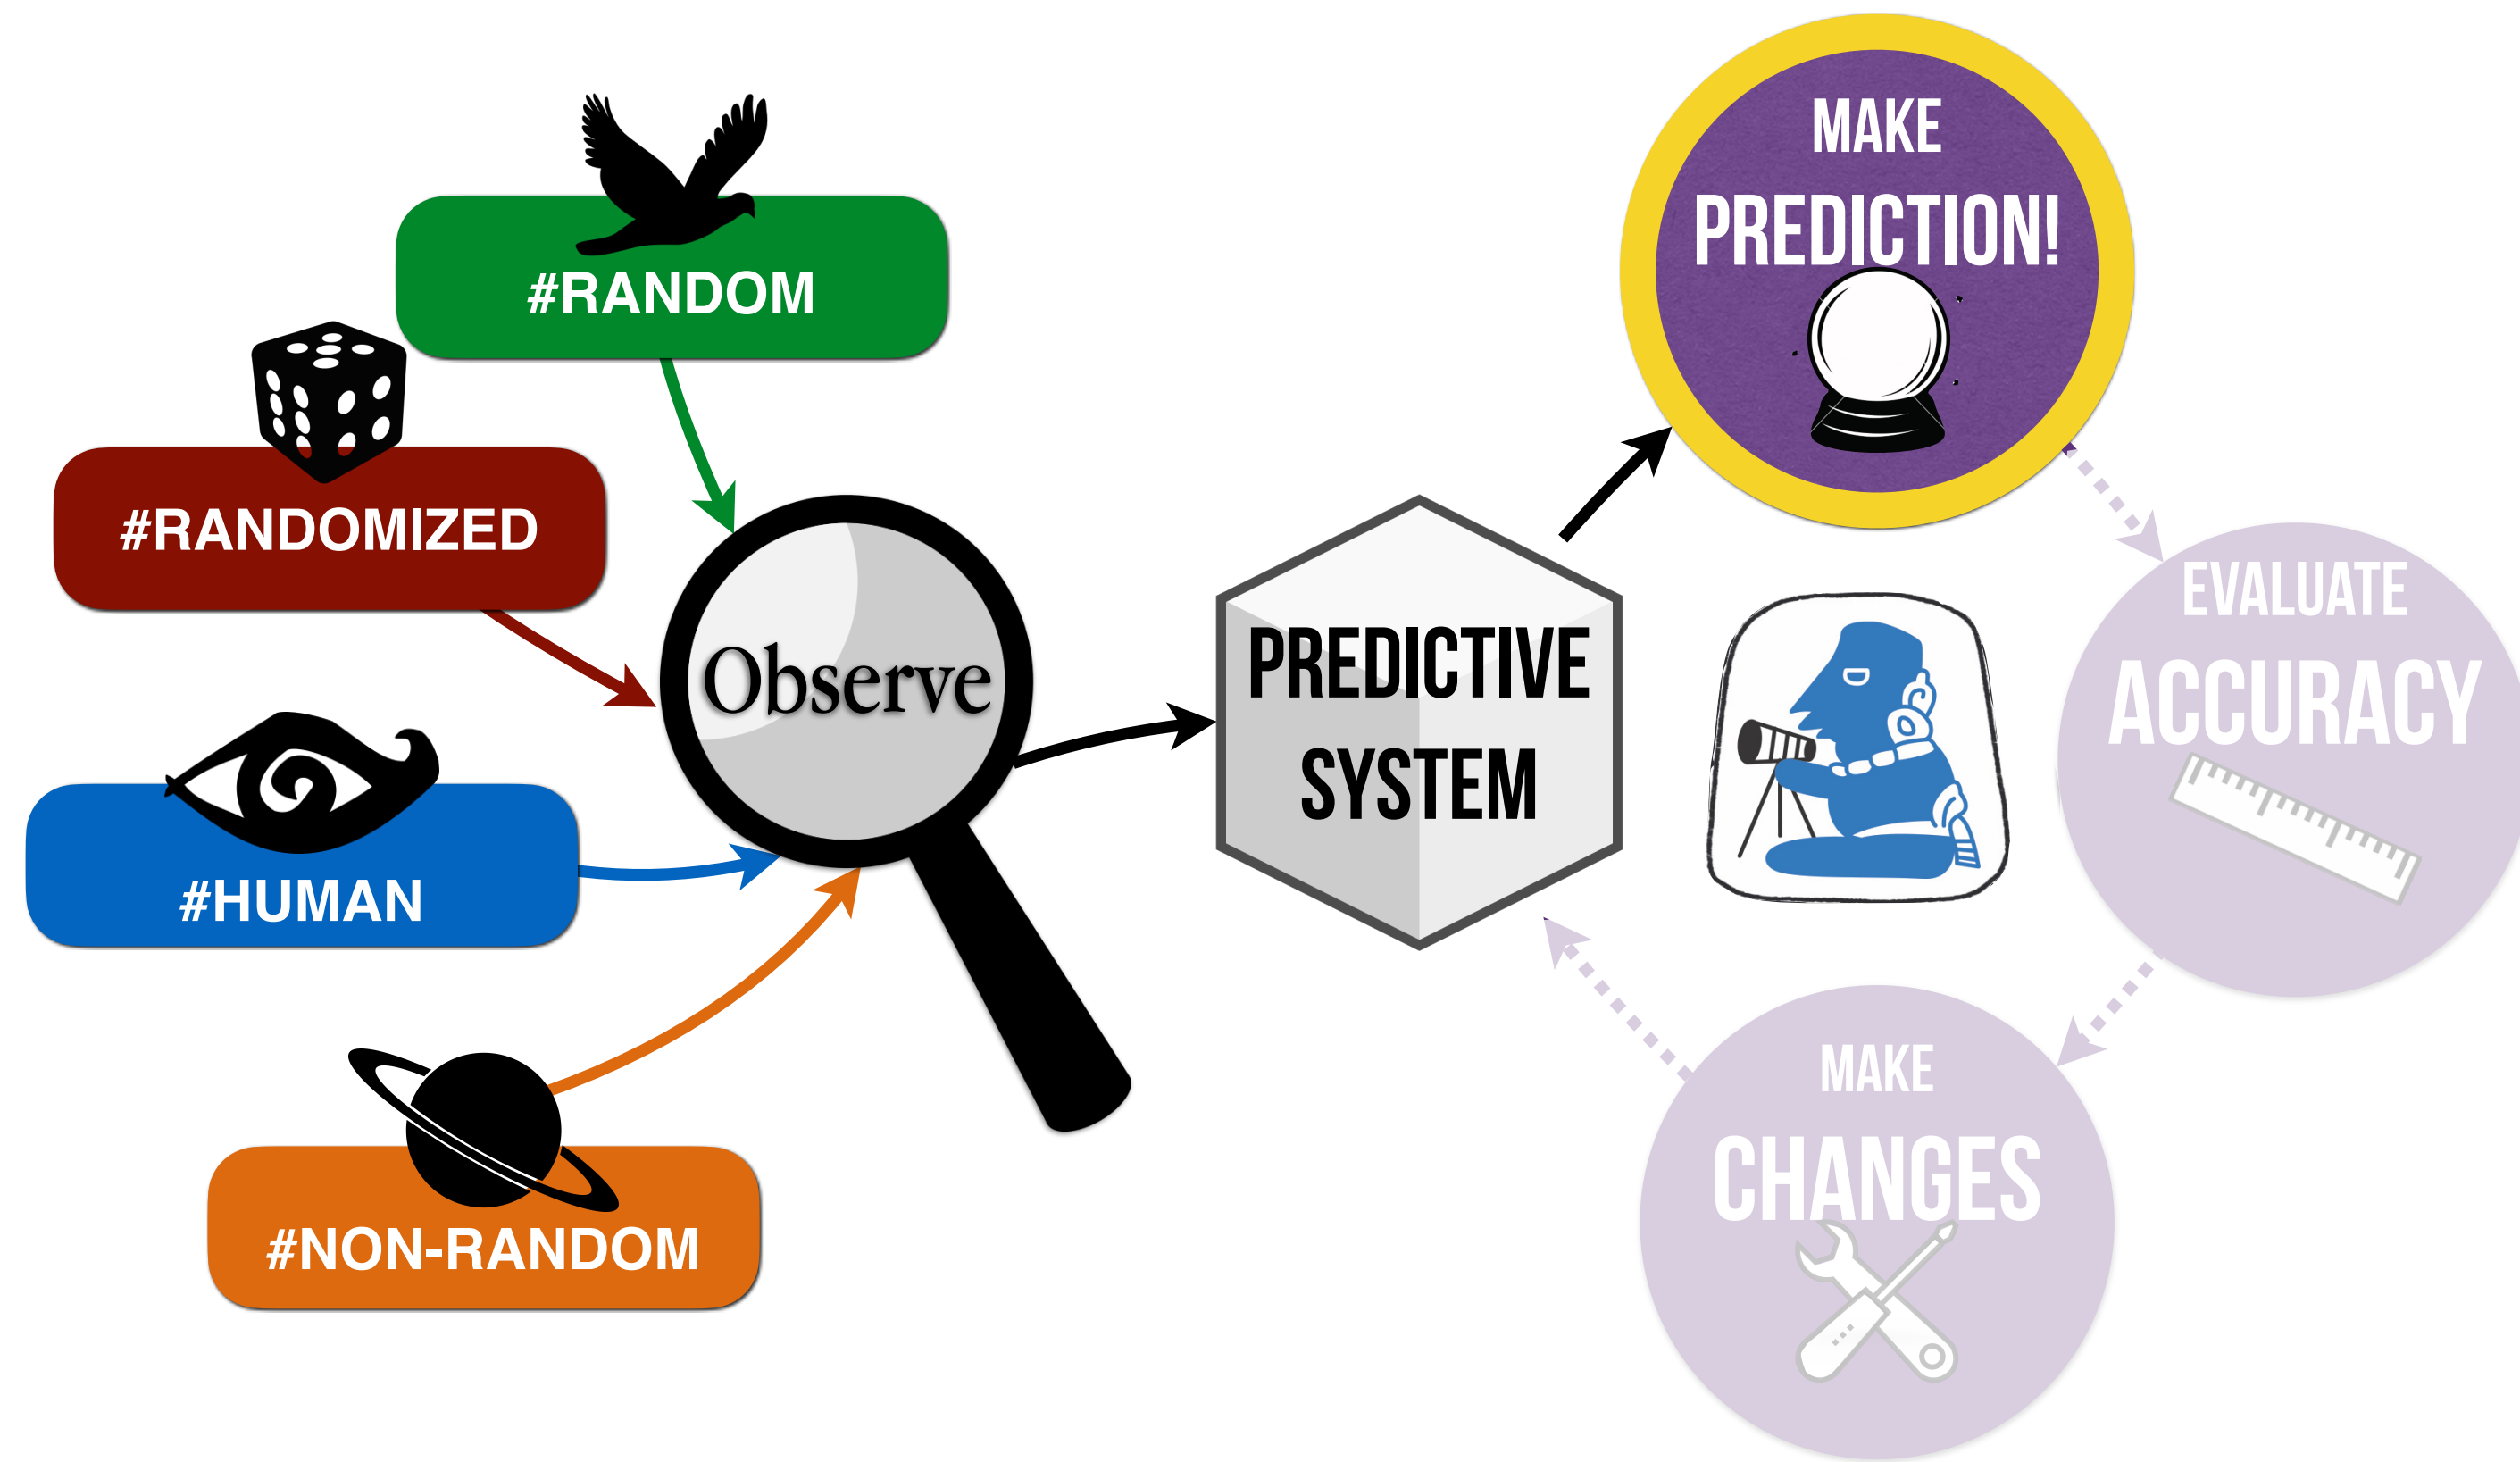 #RANDOM
#RANDOMIZED
#HUMAN
#NON-RANDOM
Observe
PREDICTIVE
SYSTEM
MAKE
PREDICTION!
EVALUATE
ACCURACY
MAKE
CHANGES